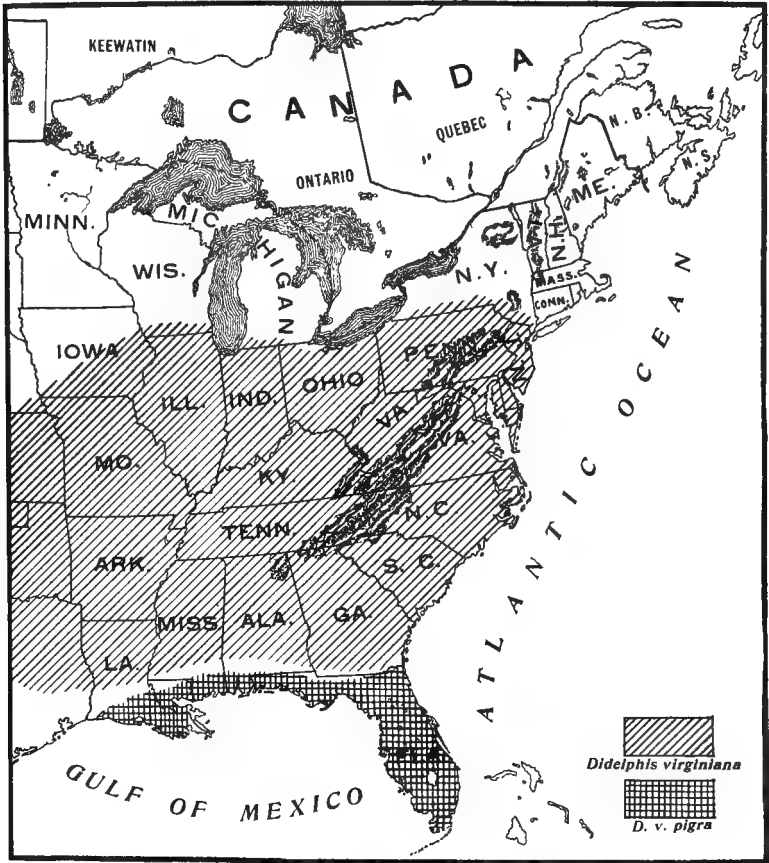 KEEWATIN
CANADA
QUEBEC
N.B.
N.S.
ONTARIO
ME.
MINN.
MICHIGAN
WIS.
N.Y.
N.H.
MASS.
CONN.
IOWA
PENN.
ILL.
IND.
OHIO
VA.
VA.
MO.
KY.
N.C.
TENN.
ARK.
S. C.
MISS
ALA.
GA.
LA.
ATLANTIC OCEAN
GULF OF MEXICO
Didelphis virginiana
D. v. pigra